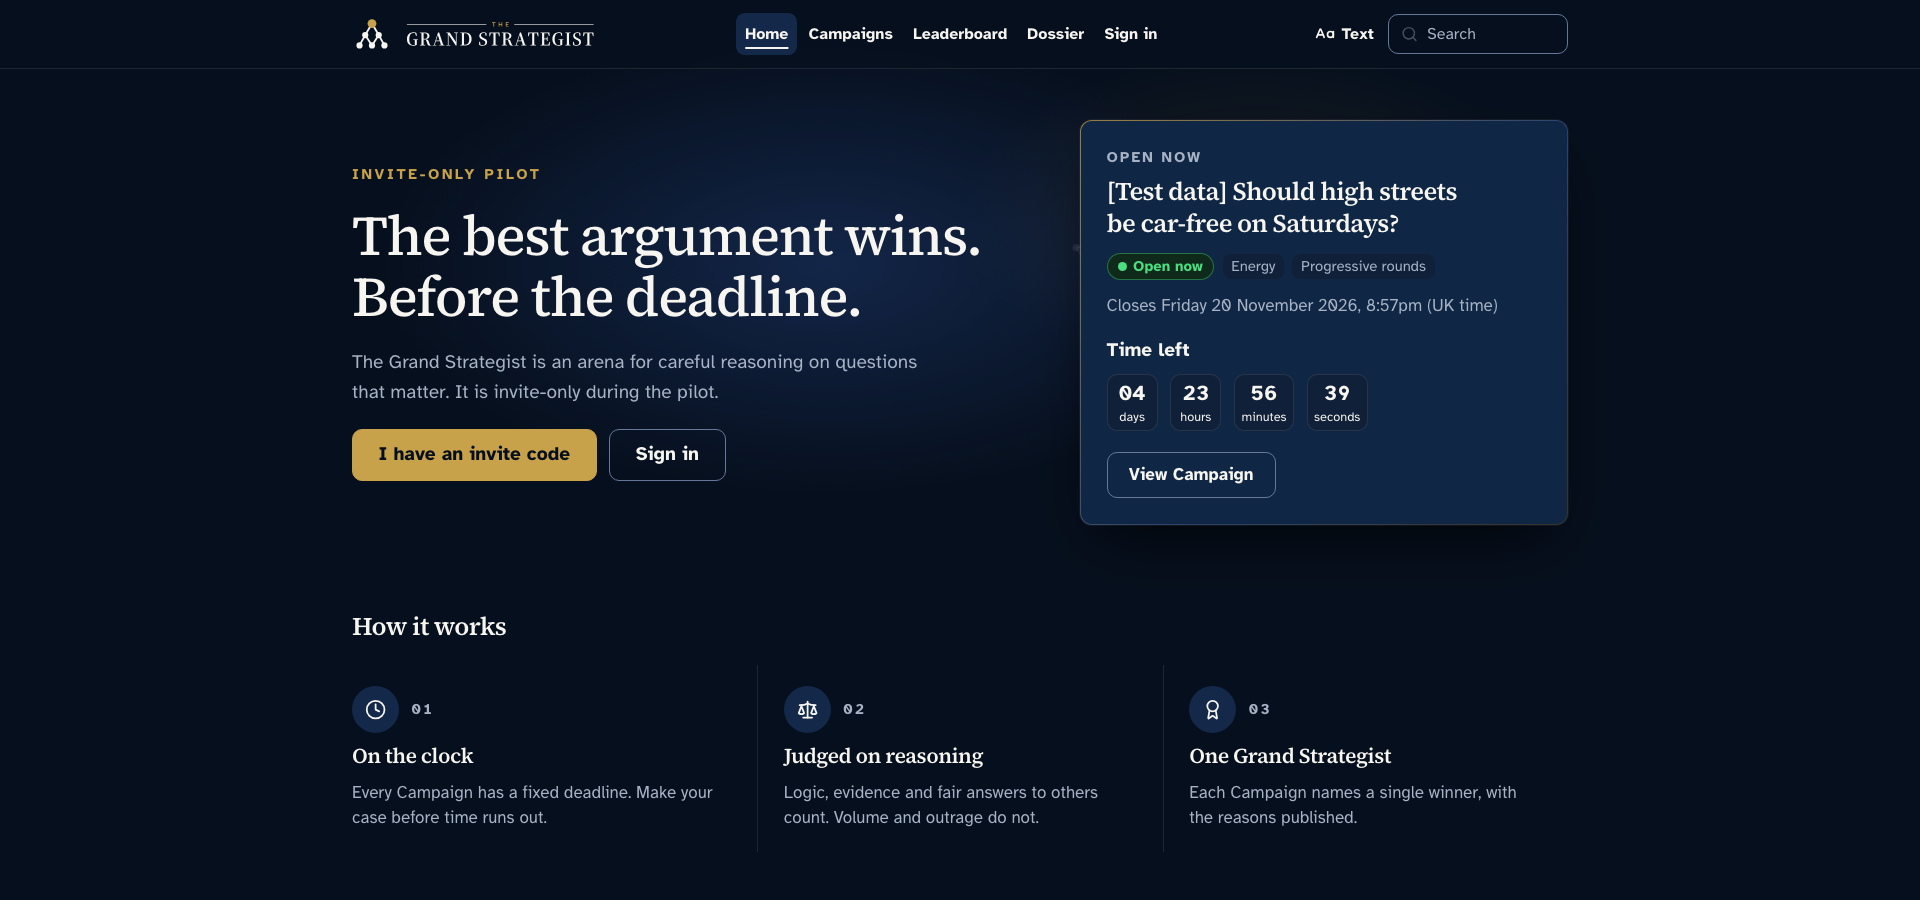 THE
GRAND STRATEGIST
Home
Campaigns
Leaderboard
Dossier
Sign in
Aa Text
Search
INVITE-ONLY PILOT
The best argument wins.
Before the deadline.
The Grand Strategist is an arena for careful reasoning on questions
that matter. It is invite-only during the pilot.
I have an invite code
Sign in
OPEN NOW
[Test data] Should high streets
be car-free on Saturdays?
Open now
Energy
Progressive rounds
Closes Friday 20 November 2026, 8:57pm (UK time)
Time left
04
days
23
hours
56
minutes
39
seconds
View Campaign
How it works
01
On the clock
Every Campaign has a fixed deadline. Make your
case before time runs out.
02
Judged on reasoning
Logic, evidence and fair answers to others
count. Volume and outrage do not.
03
One Grand Strategist
Each Campaign names a single winner, with
the reasons published.